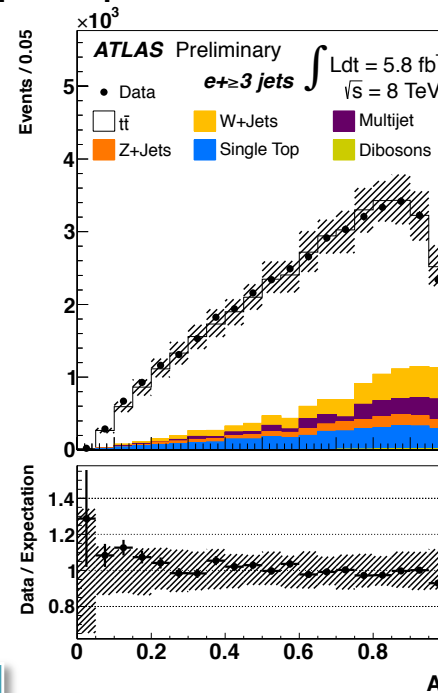 ×10³
Events / 0.05
ATLAS Preliminary
e+≥3 jets ∫ Ldt = 5.8 fb
√s = 8 TeV
Data
tt̄ W+Jets Multijet
Z+Jets Single Top Dibosons
5
4
3
2
1
0
Data / Expectation
1.4
1.2
1
0.8
0 0.2 0.4 0.6 0.8
A